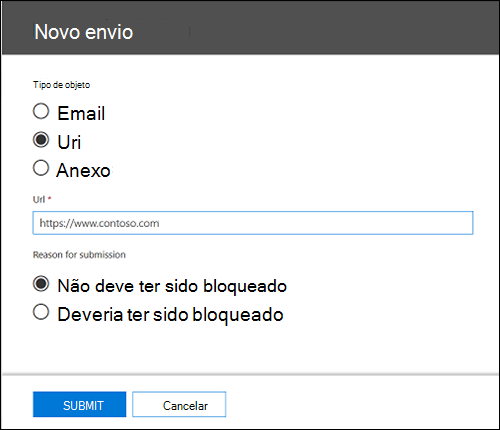 Novo envio
Tipo de objeto
Email
Uri
Anexo
Url *
https://www.contoso.com
Reason for submission
Não deve ter sido bloqueado
Deveria ter sido bloqueado
SUBMIT
Cancelar